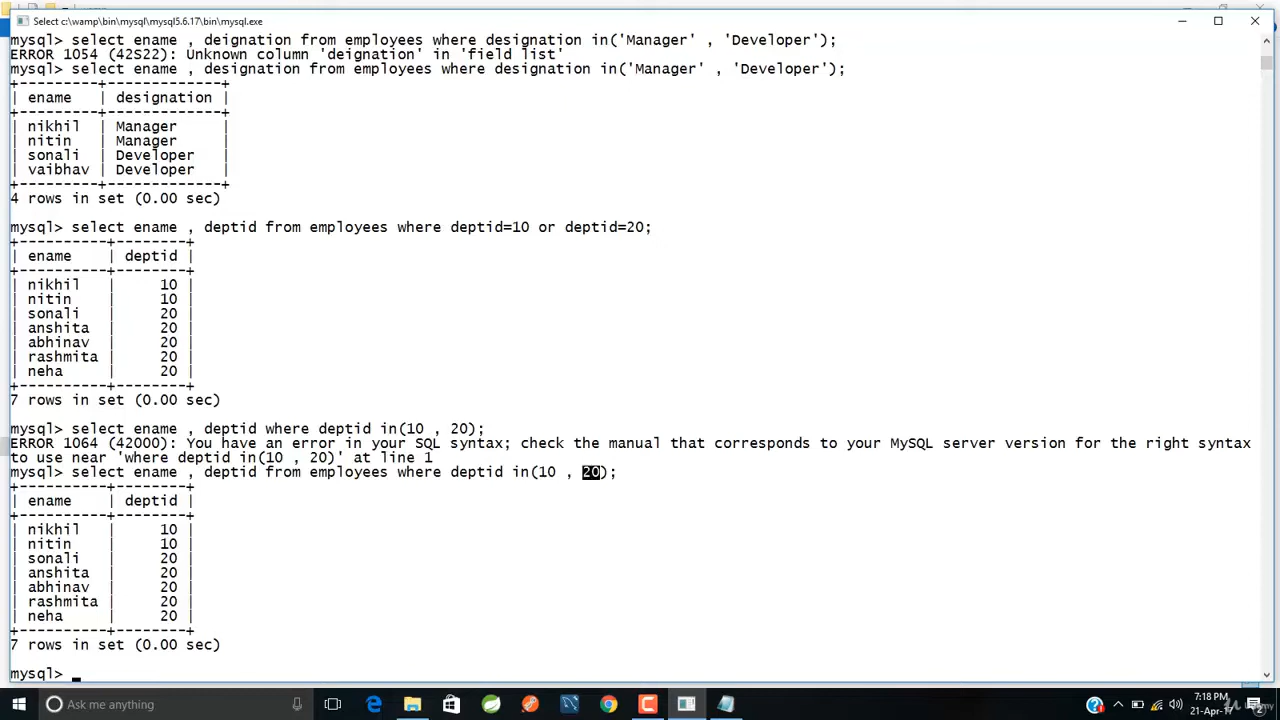 Select c:\wamp\bin\mysql\mysql5.6.17\bin\mysql.exe
mysql> select ename , deignation from employees where designation in('Manager' , 'Developer');
ERROR 1054 (42S22): Unknown column 'deignation' in 'field list'
mysql> select ename , designation from employees where designation in('Manager' , 'Developer');
+----------+-------------+
| ename    | designation |
+----------+-------------+
| nikhil   | Manager     |
| nitin    | Manager     |
| sonali   | Developer   |
| vaibhav  | Developer   |
+----------+-------------+
4 rows in set (0.00 sec)
mysql> select ename , deptid from employees where deptid=10 or deptid=20;
+----------+--------+
| ename    | deptid |
+----------+--------+
| nikhil   |     10 |
| nitin    |     10 |
| sonali   |     20 |
| anshita  |     20 |
| abhinav  |     20 |
| rashmita |     20 |
| neha     |     20 |
+----------+--------+
7 rows in set (0.00 sec)
mysql> select ename , deptid where deptid in(10 , 20);
ERROR 1064 (42000): You have an error in your SQL syntax; check the manual that corresponds to your MySQL server version for the right syntax
to use near 'where deptid in(10 , 20)' at line 1
mysql> select ename , deptid from employees where deptid in(10 , 20);
+----------+--------+
| ename    | deptid |
+----------+--------+
| nikhil   |     10 |
| nitin    |     10 |
| sonali   |     20 |
| anshita  |     20 |
| abhinav  |     20 |
| rashmita |     20 |
| neha     |     20 |
+----------+--------+
7 rows in set (0.00 sec)
mysql>
Ask me anything
7:18 PM